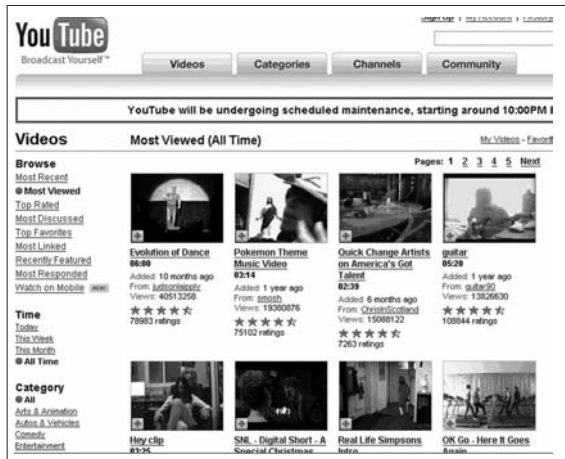 You Tube
Broadcast Yourself™
Sign Up | My Account |
Videos Categories Channels Community
YouTube will be undergoing scheduled maintenance, starting around 10:00PM
Videos
Most Viewed (All Time)
My Videos - Favorit
Pages: 1 2 3 4 5 Next
Browse
Most Recent
Most Viewed
Top Rated
Most Discussed
Top Favorites
Most Linked
Recently Featured
Most Responded
Watch on Mobile new!
Time
Today
This Week
This Month
All Time
Category
All
Arts & Animation
Autos & Vehicles
Comedy
Entertainment
Evolution of Dance
06:00
Added: 10 months ago
From: judsonlaipply
Views: 40513258
78983 ratings
Pokemon Theme
Music Video
03:14
Added: 1 year ago
From: smosh
Views: 19380876
75102 ratings
Quick Change Artists
on America's Got
Talent
02:39
Added: 6 months ago
From: ChrisInScotland
Views: 15088122
7263 ratings
guitar
05:20
Added: 1 year ago
From: guitar90
Views: 13826630
108844 ratings
Hey clip
03:25
SNL - Digital Short - A
Special Christmas
Real Life Simpsons
Intro
OK Go - Here It Goes
Again